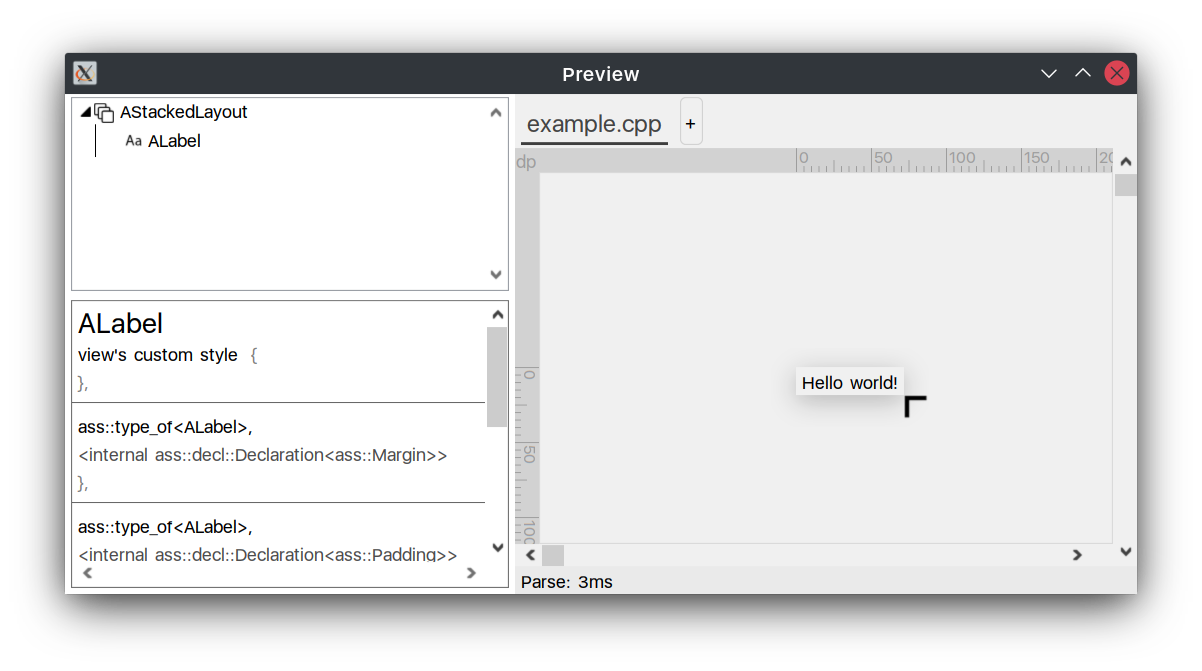 Preview
AStackedLayout
Aa ALabel
ALabel
view's custom style {
},
ass::type_of<ALabel>,
<internal ass::decl::Declaration<ass::Margin>>
},
ass::type_of<ALabel>,
<internal ass::decl::Declaration<ass::Padding>>
example.cpp +
dp 0 50 100 150 20
0
50
100
Hello world!
Parse: 3ms